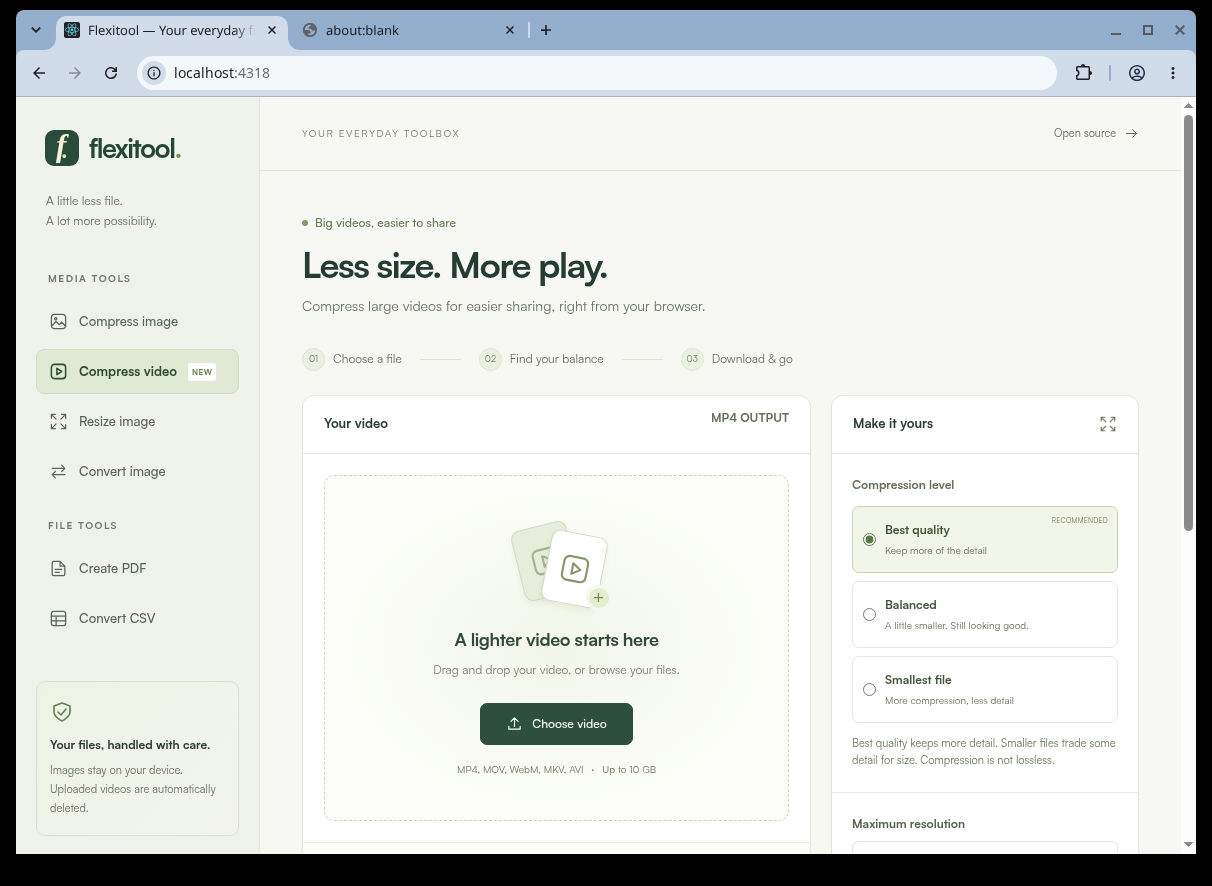 Flexitool — Your everyday f
about:blank
localhost:4318
f.
flexitool.
A little less file.
A lot more possibility.
MEDIA TOOLS
Compress image
Compress video NEW
Resize image
Convert image
FILE TOOLS
Create PDF
Convert CSV
Your files, handled with care.
Images stay on your device.
Uploaded videos are automatically
deleted.
YOUR EVERYDAY TOOLBOX
Open source →
Big videos, easier to share
Less size. More play.
Compress large videos for easier sharing, right from your browser.
01 Choose a file
02 Find your balance
03 Download & go
Your video
MP4 OUTPUT
A lighter video starts here
Drag and drop your video, or browse your files.
Choose video
MP4, MOV, WebM, MKV, AVI · Up to 10 GB
Make it yours
Compression level
RECOMMENDED
Best quality
Keep more of the detail
Balanced
A little smaller. Still looking good.
Smallest file
More compression, less detail
Best quality keeps more detail. Smaller files trade some
detail for size. Compression is not lossless.
Maximum resolution